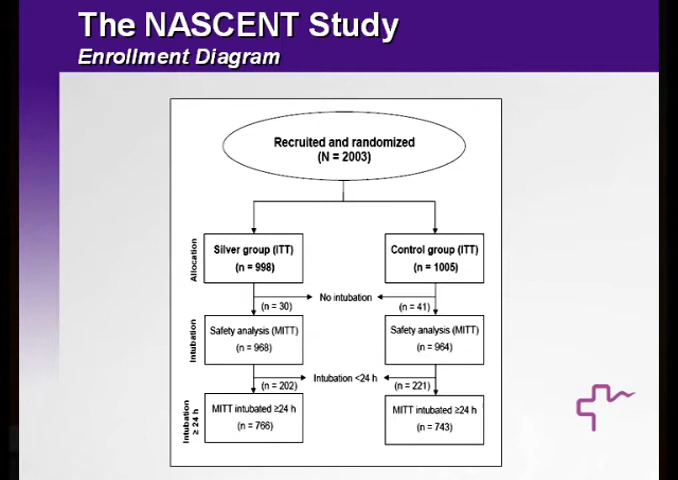 The NASCENT Study
Enrollment Diagram
Recruited and randomized
(N = 2003)
Allocation
Silver group (ITT)
(n = 998)
Control group (ITT)
(n = 1005)
No intubation
(n = 30)
(n = 41)
Intubation
Safety analysis (MITT)
(n = 968)
Safety analysis (MITT)
(n = 964)
Intubation <24 h
(n = 202)
(n = 221)
Intubation
≥ 24 h
MITT intubated ≥24 h
(n = 766)
MITT intubated ≥24 h
(n = 743)